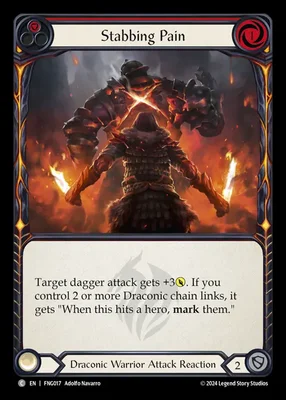 Stabbing Pain
1
Target dagger attack gets +3. If you
control 2 or more Draconic chain links, it
gets "When this hits a hero, mark them."
Draconic Warrior Attack Reaction
2
C EN | FNG017 Adolfo Navarro
© 2024 Legend Story Studios